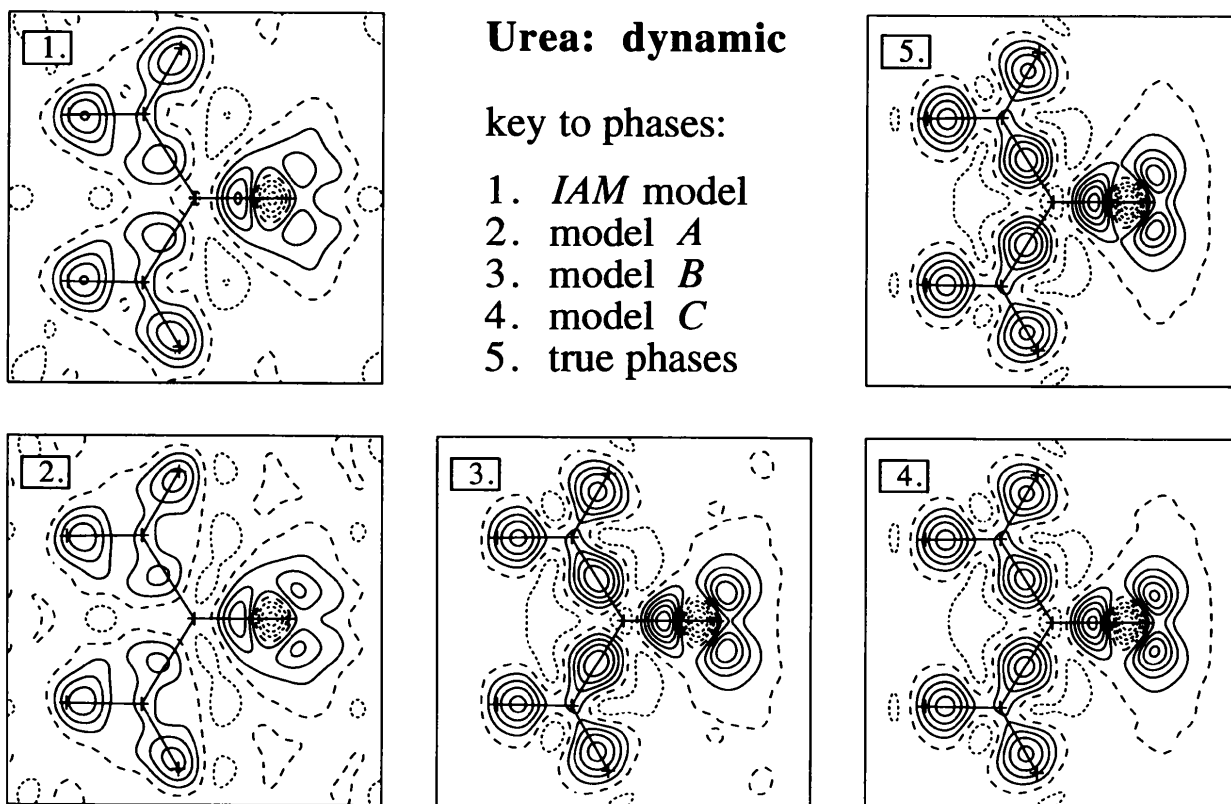 1.
Urea: dynamic
key to phases:
1. IAM model
2. model A
3. model B
4. model C
5. true phases
5.
2.
3.
4.